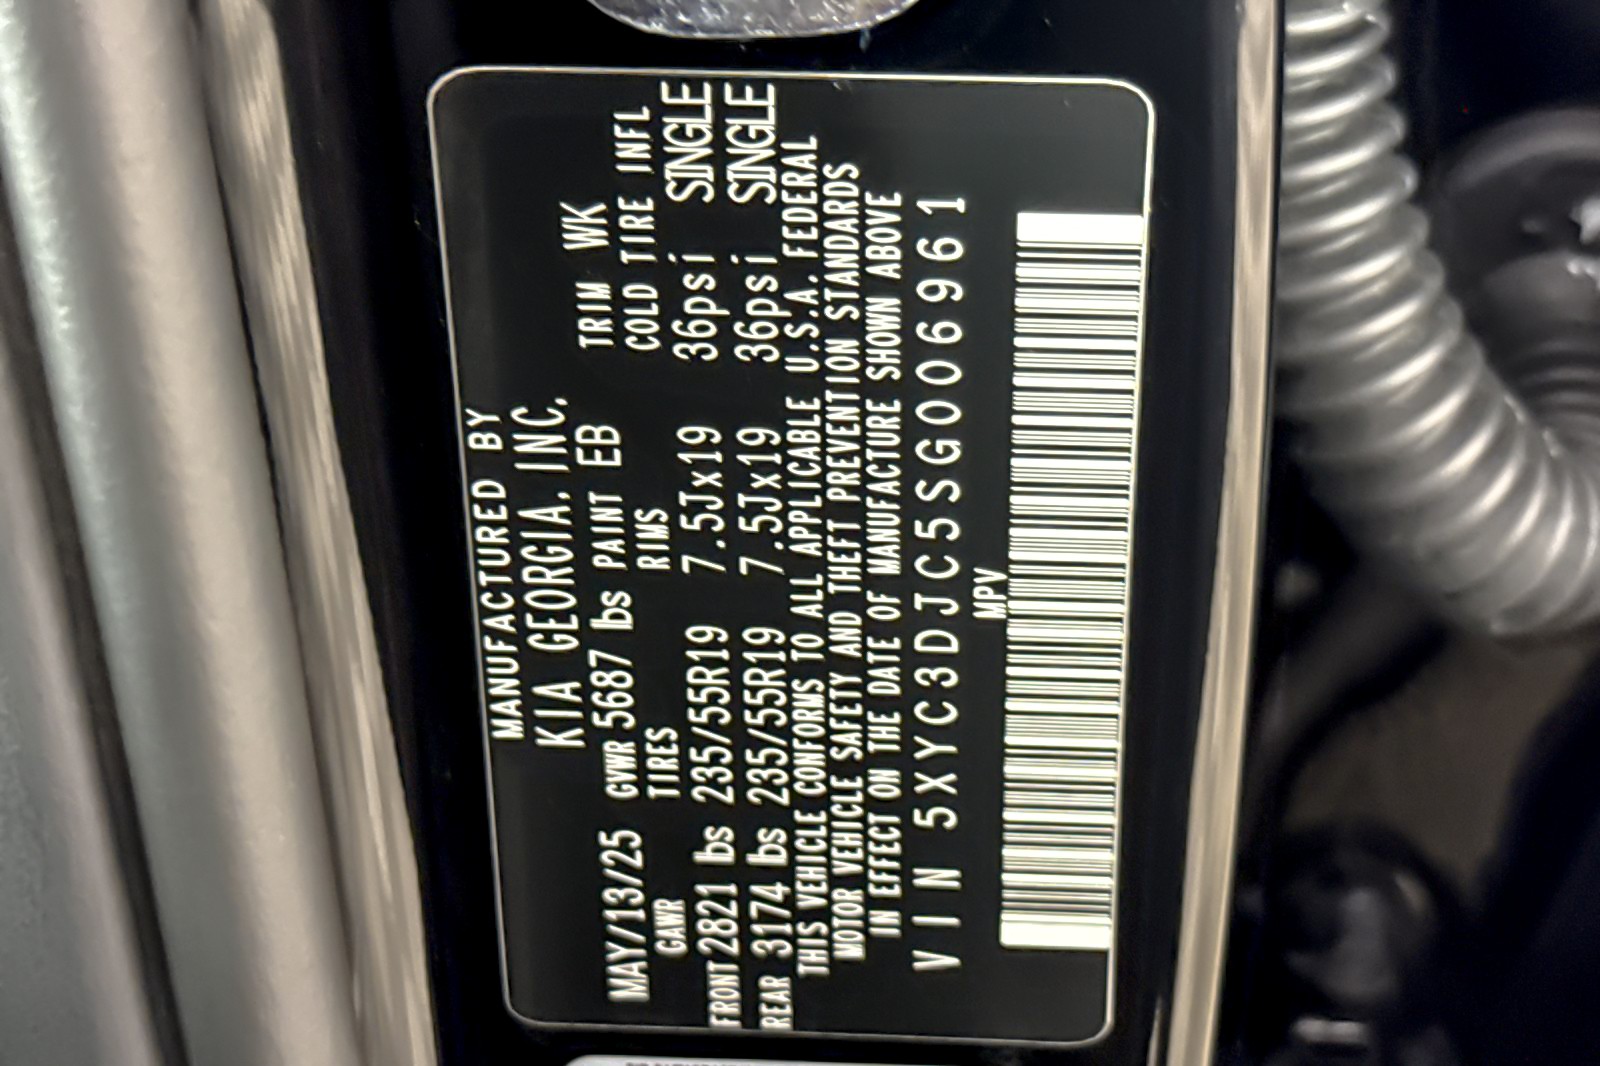 MANUFACTURED BY
KIA GEORGIA, INC.
MAY/13/25 GVWR 5687 lbs PAINT EB TRIM WK
GAWR TIRES RIMS COLD TIRE INFL
FRONT 2821 lbs 235/55R19 7.5Jx19 36psi SINGLE
REAR 3174 lbs 235/55R19 7.5Jx19 36psi SINGLE
THIS VEHICLE CONFORMS TO ALL APPLICABLE U.S.A. FEDERAL
MOTOR VEHICLE SAFETY AND THEFT PREVENTION STANDARDS
IN EFFECT ON THE DATE OF MANUFACTURE SHOWN ABOVE
VIN 5XYC3DJC5SG006961
MPV